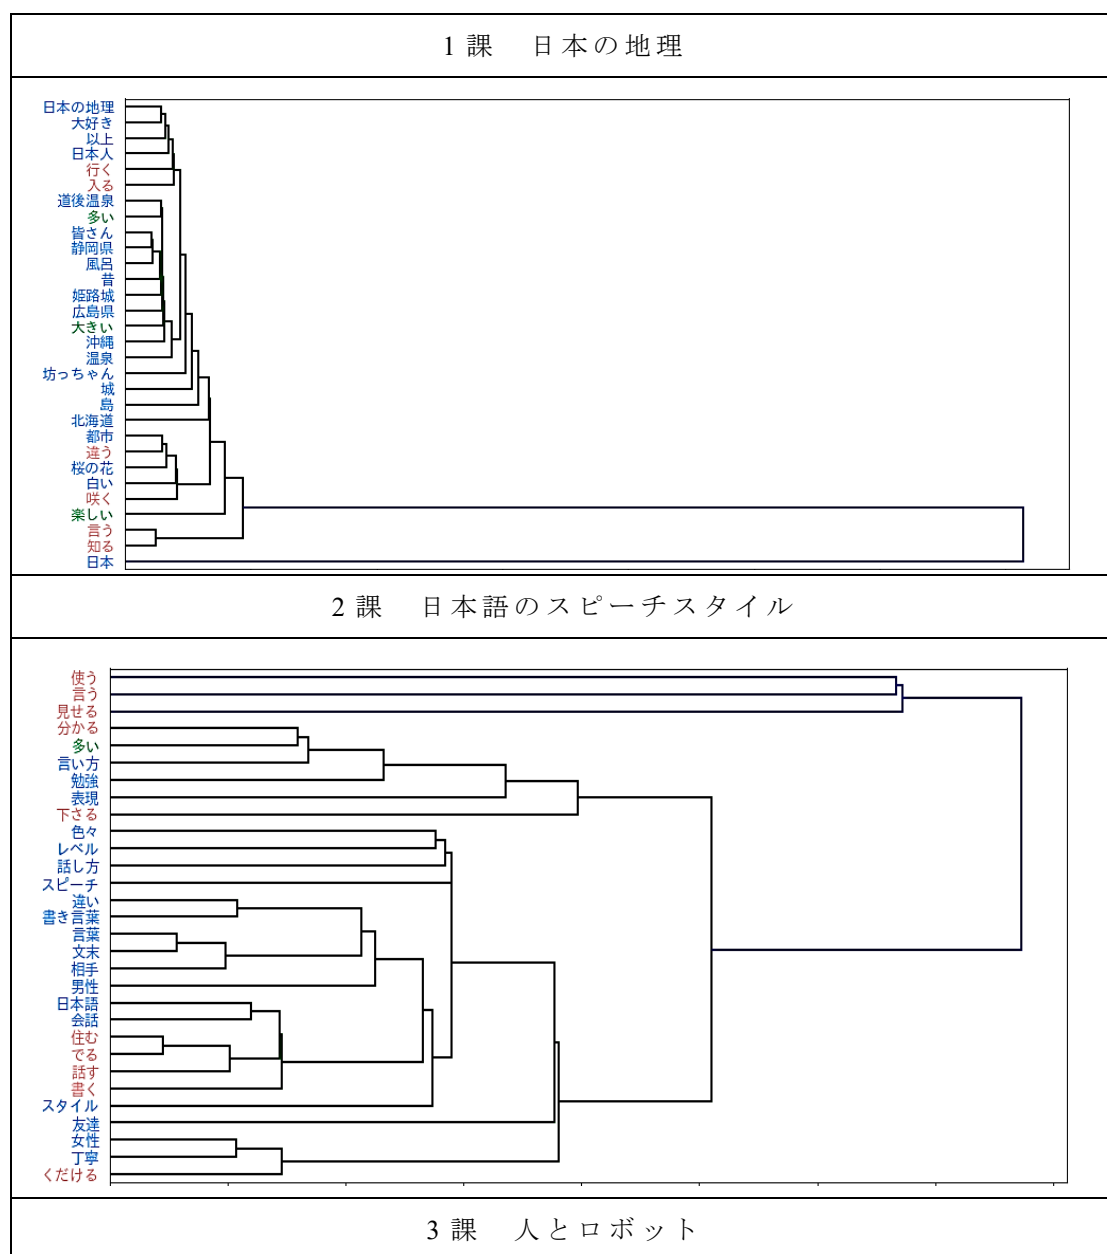 1課 日本の地理
日本の地理
大好き
以上
日本人
行く
入る
道後温泉
多い
皆さん
静岡県
風呂
昔
姫路城
広島県
大きい
沖縄
温泉
坊っちゃん
城
島
北海道
都市
違う
桜の花
白い
咲く
楽しい
言う
知る
日本
2課 日本語のスピーチスタイル
使う
言う
見せる
分かる
多い
言い方
勉強
表現
下さる
色々
レベル
話し方
スピーチ
違い
書き言葉
言葉
文末
相手
男性
日本語
会話
住む
でる
話す
書く
スタイル
友達
女性
丁寧
くだける
3課 人とロボット